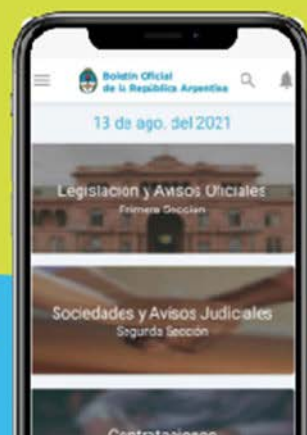 Boletín Oficial
de la República Argentina
13 de ago. del 2021
Legislación y Avisos Oficiales
Primera Sección
Sociedades y Avisos Judiciales
Segunda Sección
Contrataciones